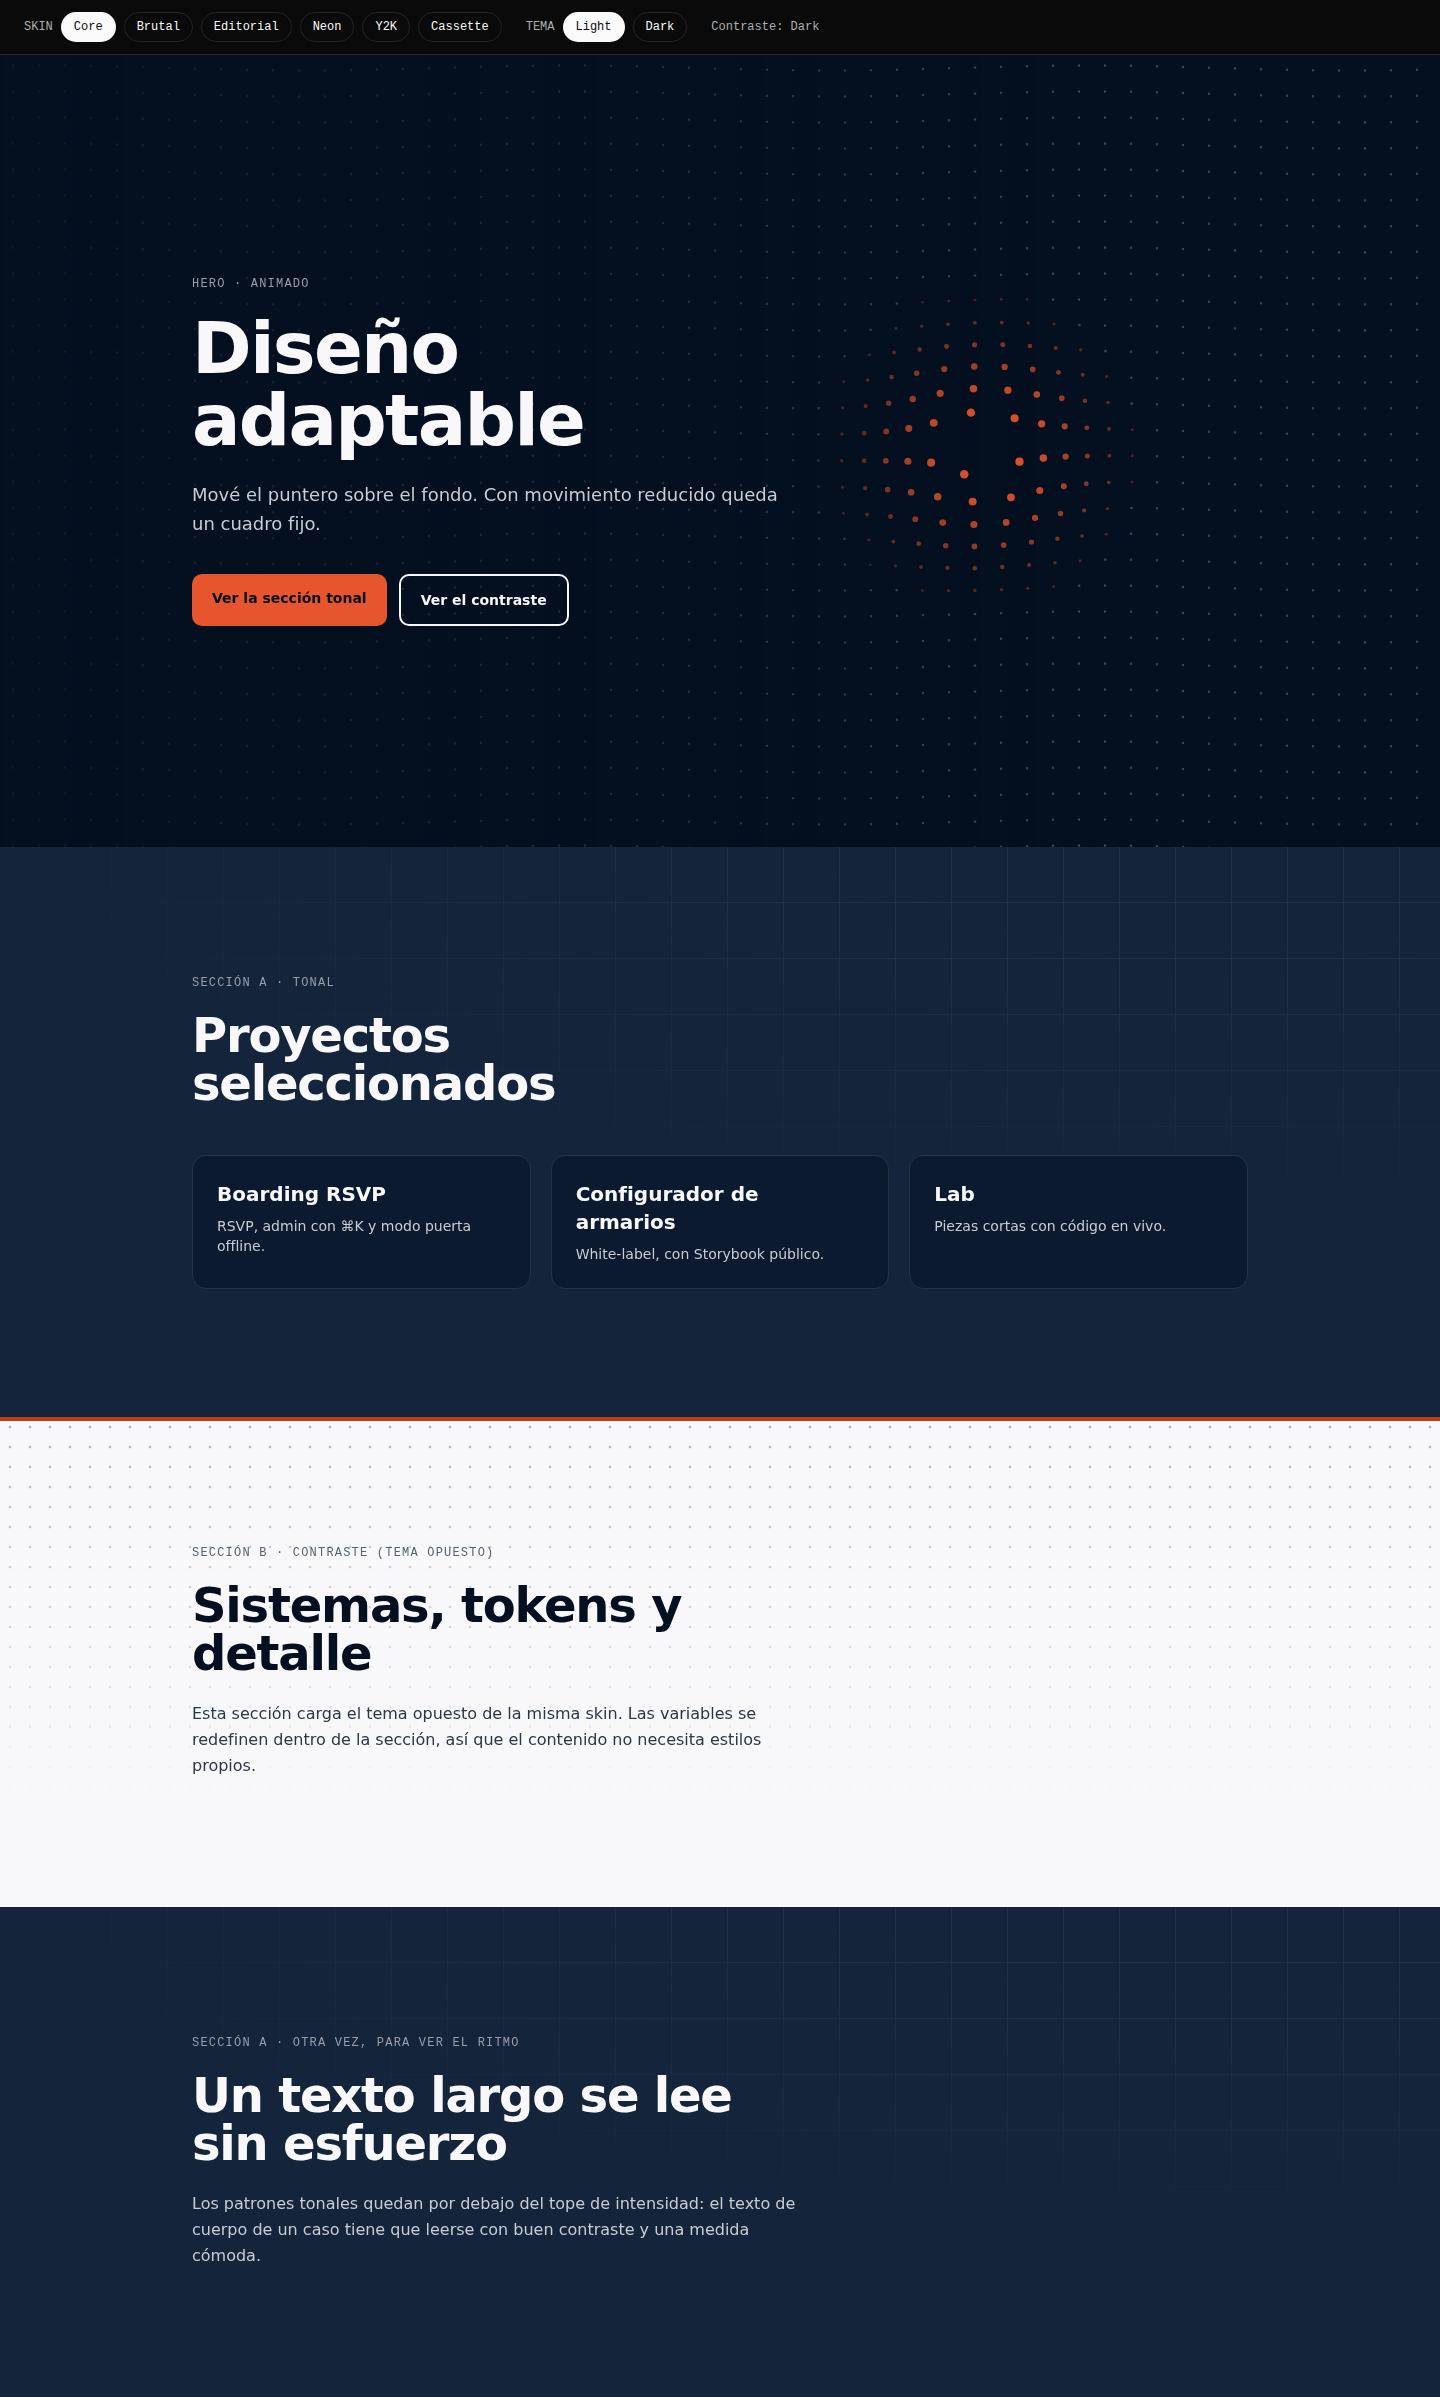 SKIN Core Brutal Editorial Neon Y2K Cassette TEMA Light Dark Contraste: Dark
HERO · ANIMADO
Diseño
adaptable
Mové el puntero sobre el fondo. Con movimiento reducido queda
un cuadro fijo.
Ver la sección tonal Ver el contraste
SECCIÓN A · TONAL
Proyectos
seleccionados
Boarding RSVP
RSVP, admin con ⌘K y modo puerta
offline.
Configurador de
armarios
White-label, con Storybook público.
Lab
Piezas cortas con código en vivo.
SECCIÓN B · CONTRASTE (TEMA OPUESTO)
Sistemas, tokens y
detalle
Esta sección carga el tema opuesto de la misma skin. Las variables se
redefinen dentro de la sección, así que el contenido no necesita estilos
propios.
SECCIÓN A · OTRA VEZ, PARA VER EL RITMO
Un texto largo se lee
sin esfuerzo
Los patrones tonales quedan por debajo del tope de intensidad: el texto de
cuerpo de un caso tiene que leerse con buen contraste y una medida
cómoda.